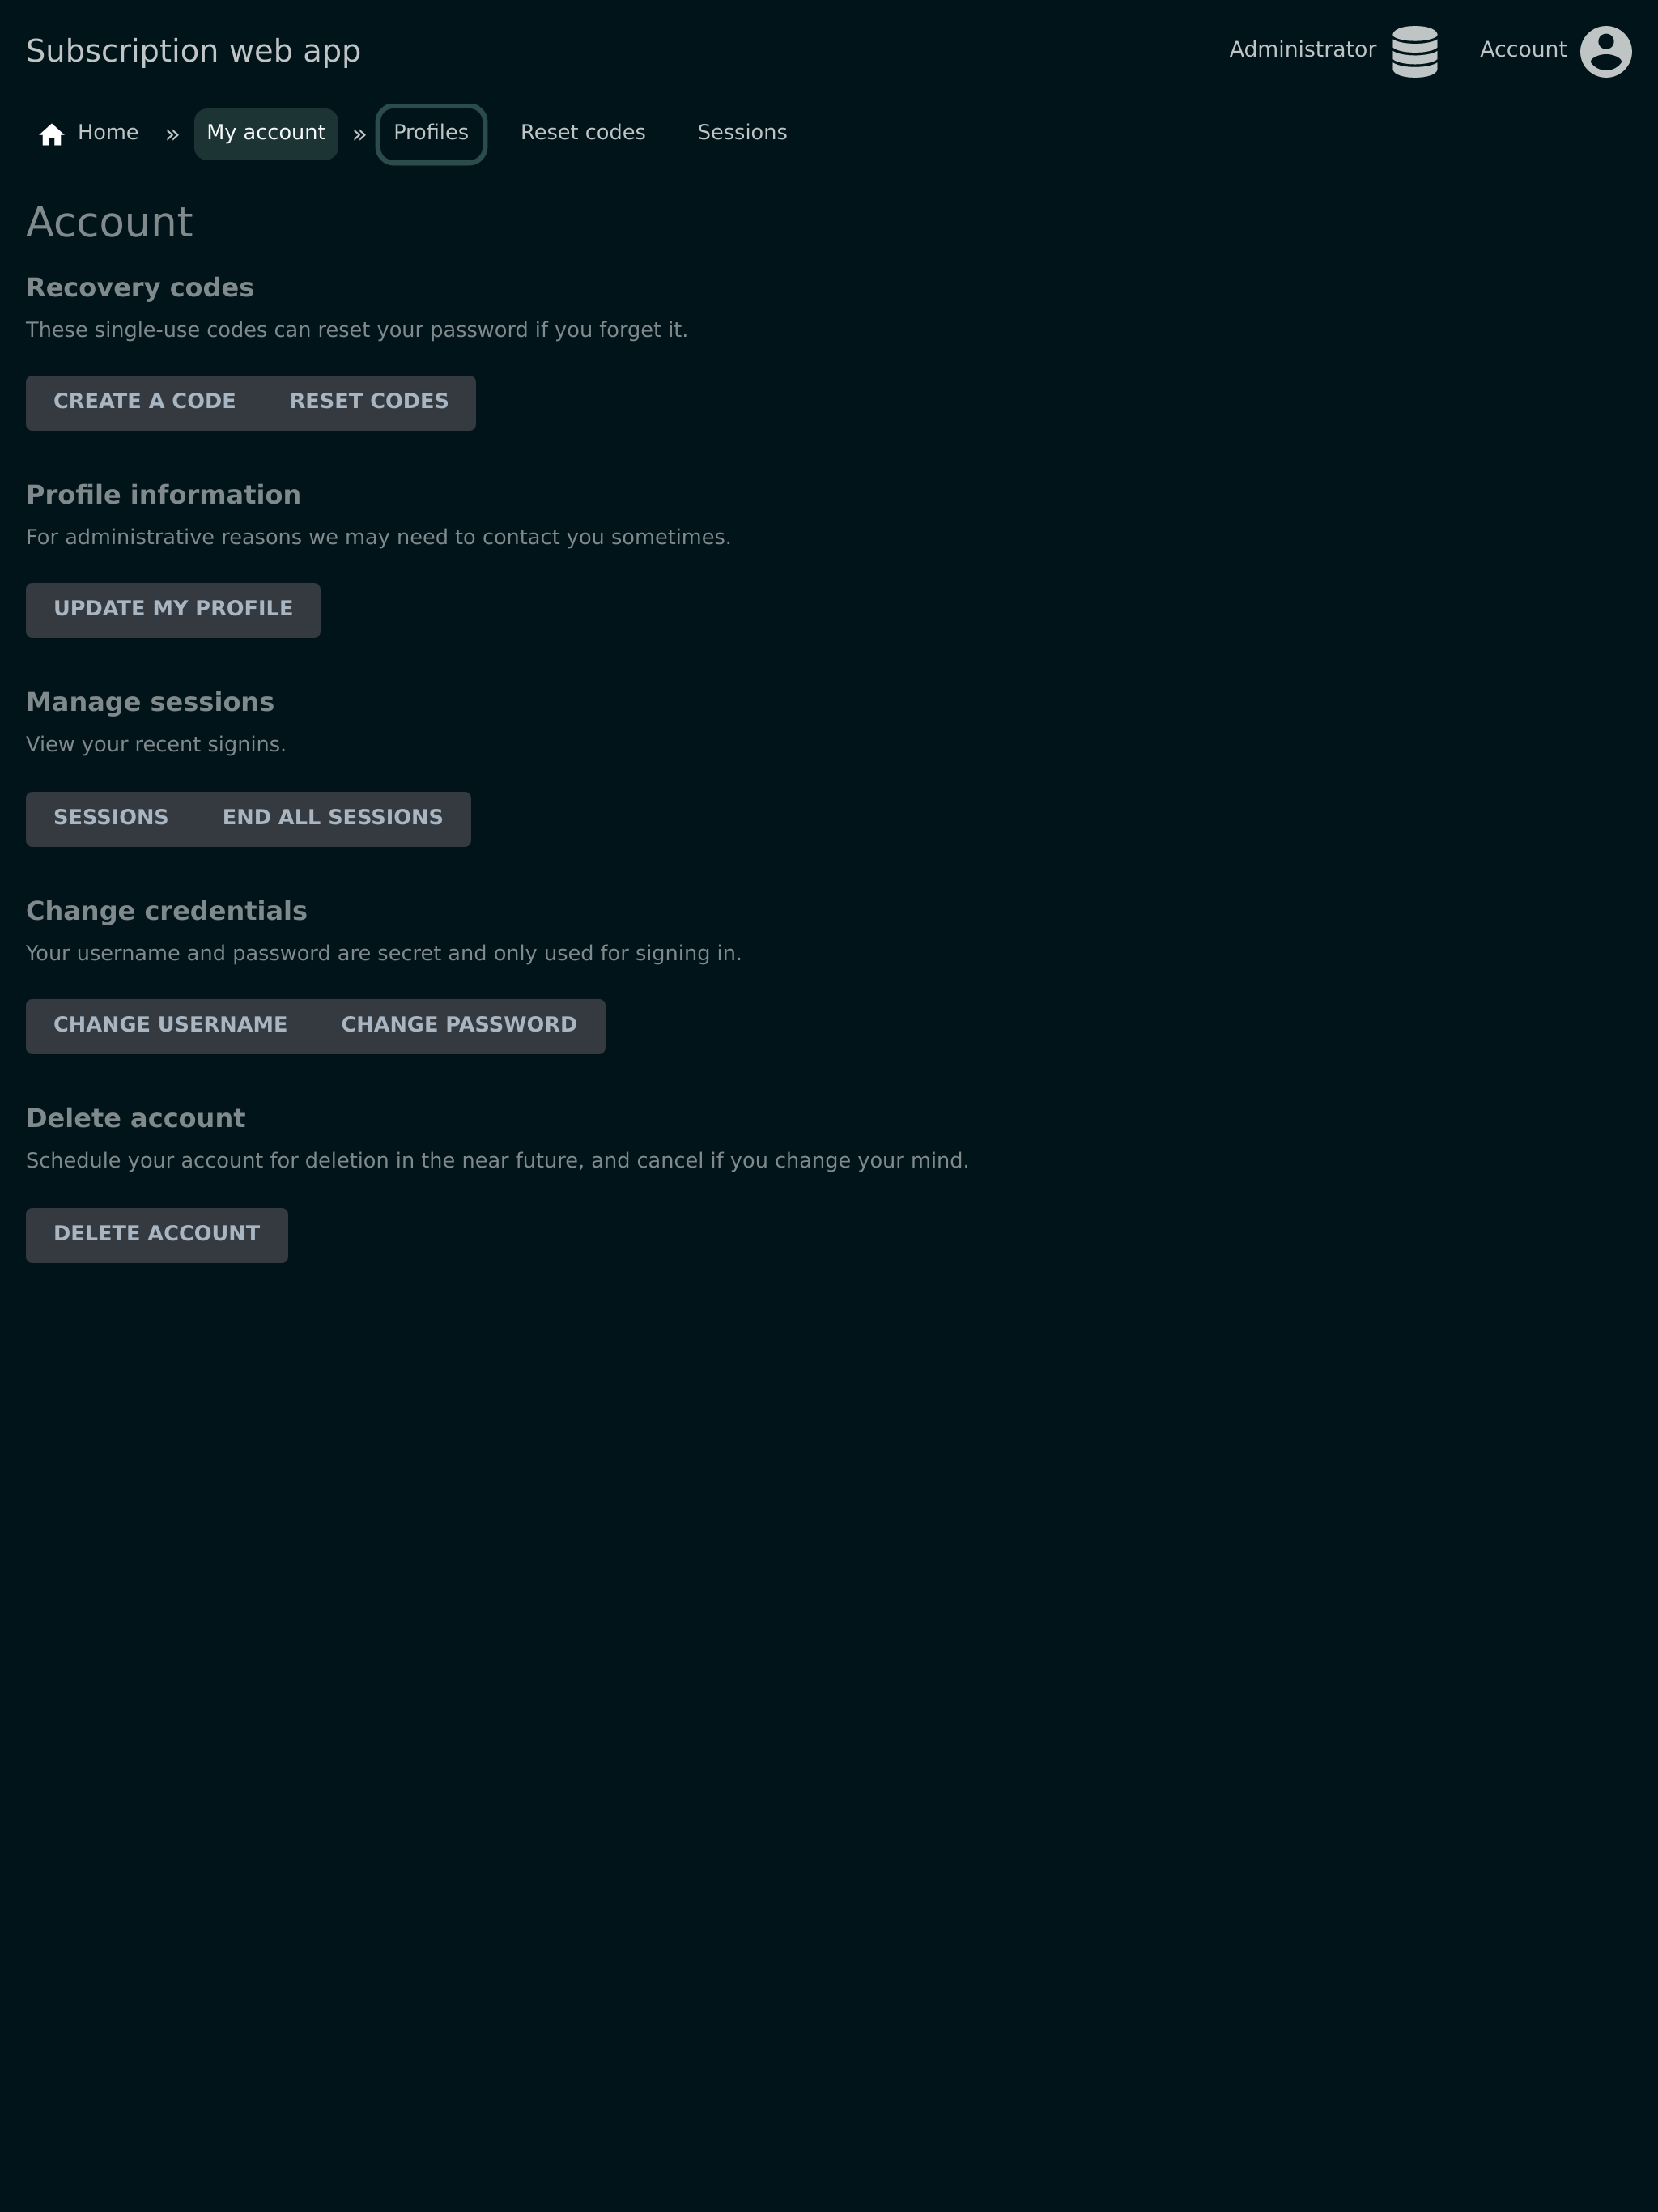 Subscription web app
Administrator
Account
Home » My account » Profiles Reset codes Sessions
Account
Recovery codes
These single-use codes can reset your password if you forget it.
CREATE A CODE RESET CODES
Profile information
For administrative reasons we may need to contact you sometimes.
UPDATE MY PROFILE
Manage sessions
View your recent signins.
SESSIONS END ALL SESSIONS
Change credentials
Your username and password are secret and only used for signing in.
CHANGE USERNAME CHANGE PASSWORD
Delete account
Schedule your account for deletion in the near future, and cancel if you change your mind.
DELETE ACCOUNT